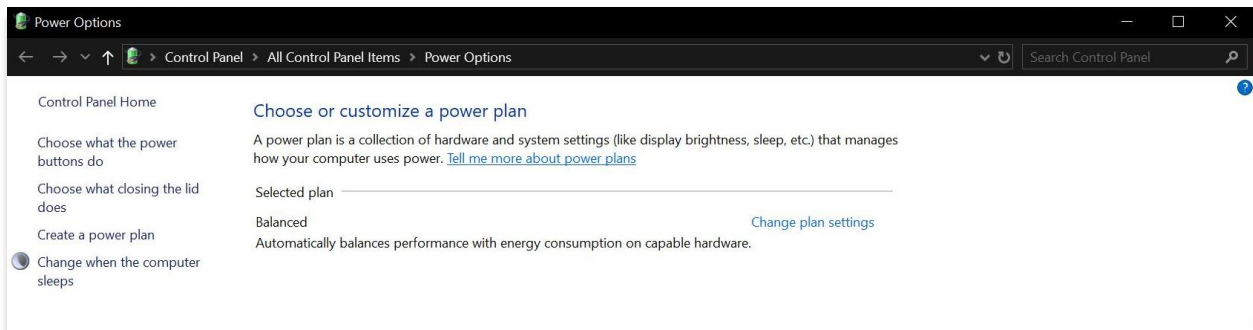 Power Options
Control Panel > All Control Panel Items > Power Options
Search Control Panel
Control Panel Home
Choose what the power
buttons do
Choose what closing the lid
does
Create a power plan
Change when the computer
sleeps
Choose or customize a power plan
A power plan is a collection of hardware and system settings (like display brightness, sleep, etc.) that manages
how your computer uses power. Tell me more about power plans
Selected plan
Balanced
Change plan settings
Automatically balances performance with energy consumption on capable hardware.
?